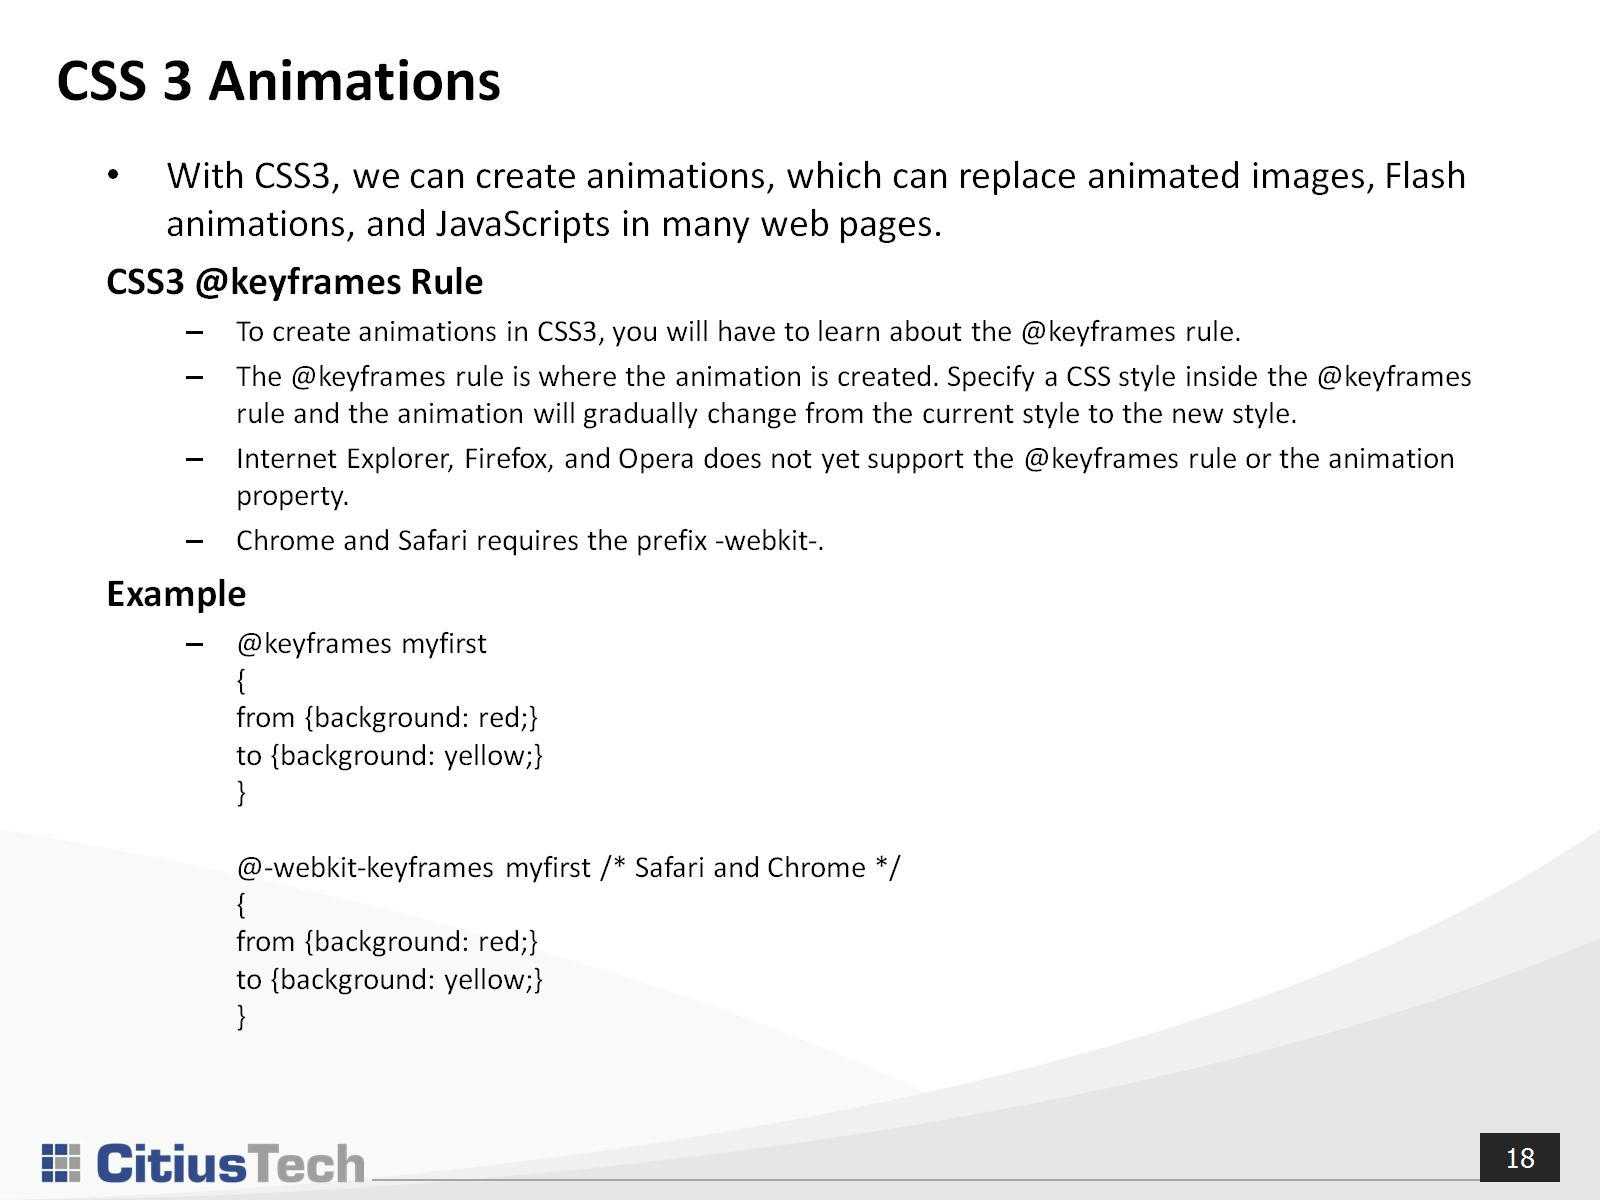 CSS 3 Animations
• With CSS3, we can create animations, which can replace animated images, Flash
animations, and JavaScripts in many web pages.
CSS3 @keyframes Rule
– To create animations in CSS3, you will have to learn about the @keyframes rule.
– The @keyframes rule is where the animation is created. Specify a CSS style inside the @keyframes
rule and the animation will gradually change from the current style to the new style.
– Internet Explorer, Firefox, and Opera does not yet support the @keyframes rule or the animation
property.
– Chrome and Safari requires the prefix -webkit-.
Example
– @keyframes myfirst
{
from {background: red;}
to {background: yellow;}
}
@-webkit-keyframes myfirst /* Safari and Chrome */
{
from {background: red;}
to {background: yellow;}
}
CitiusTech
18